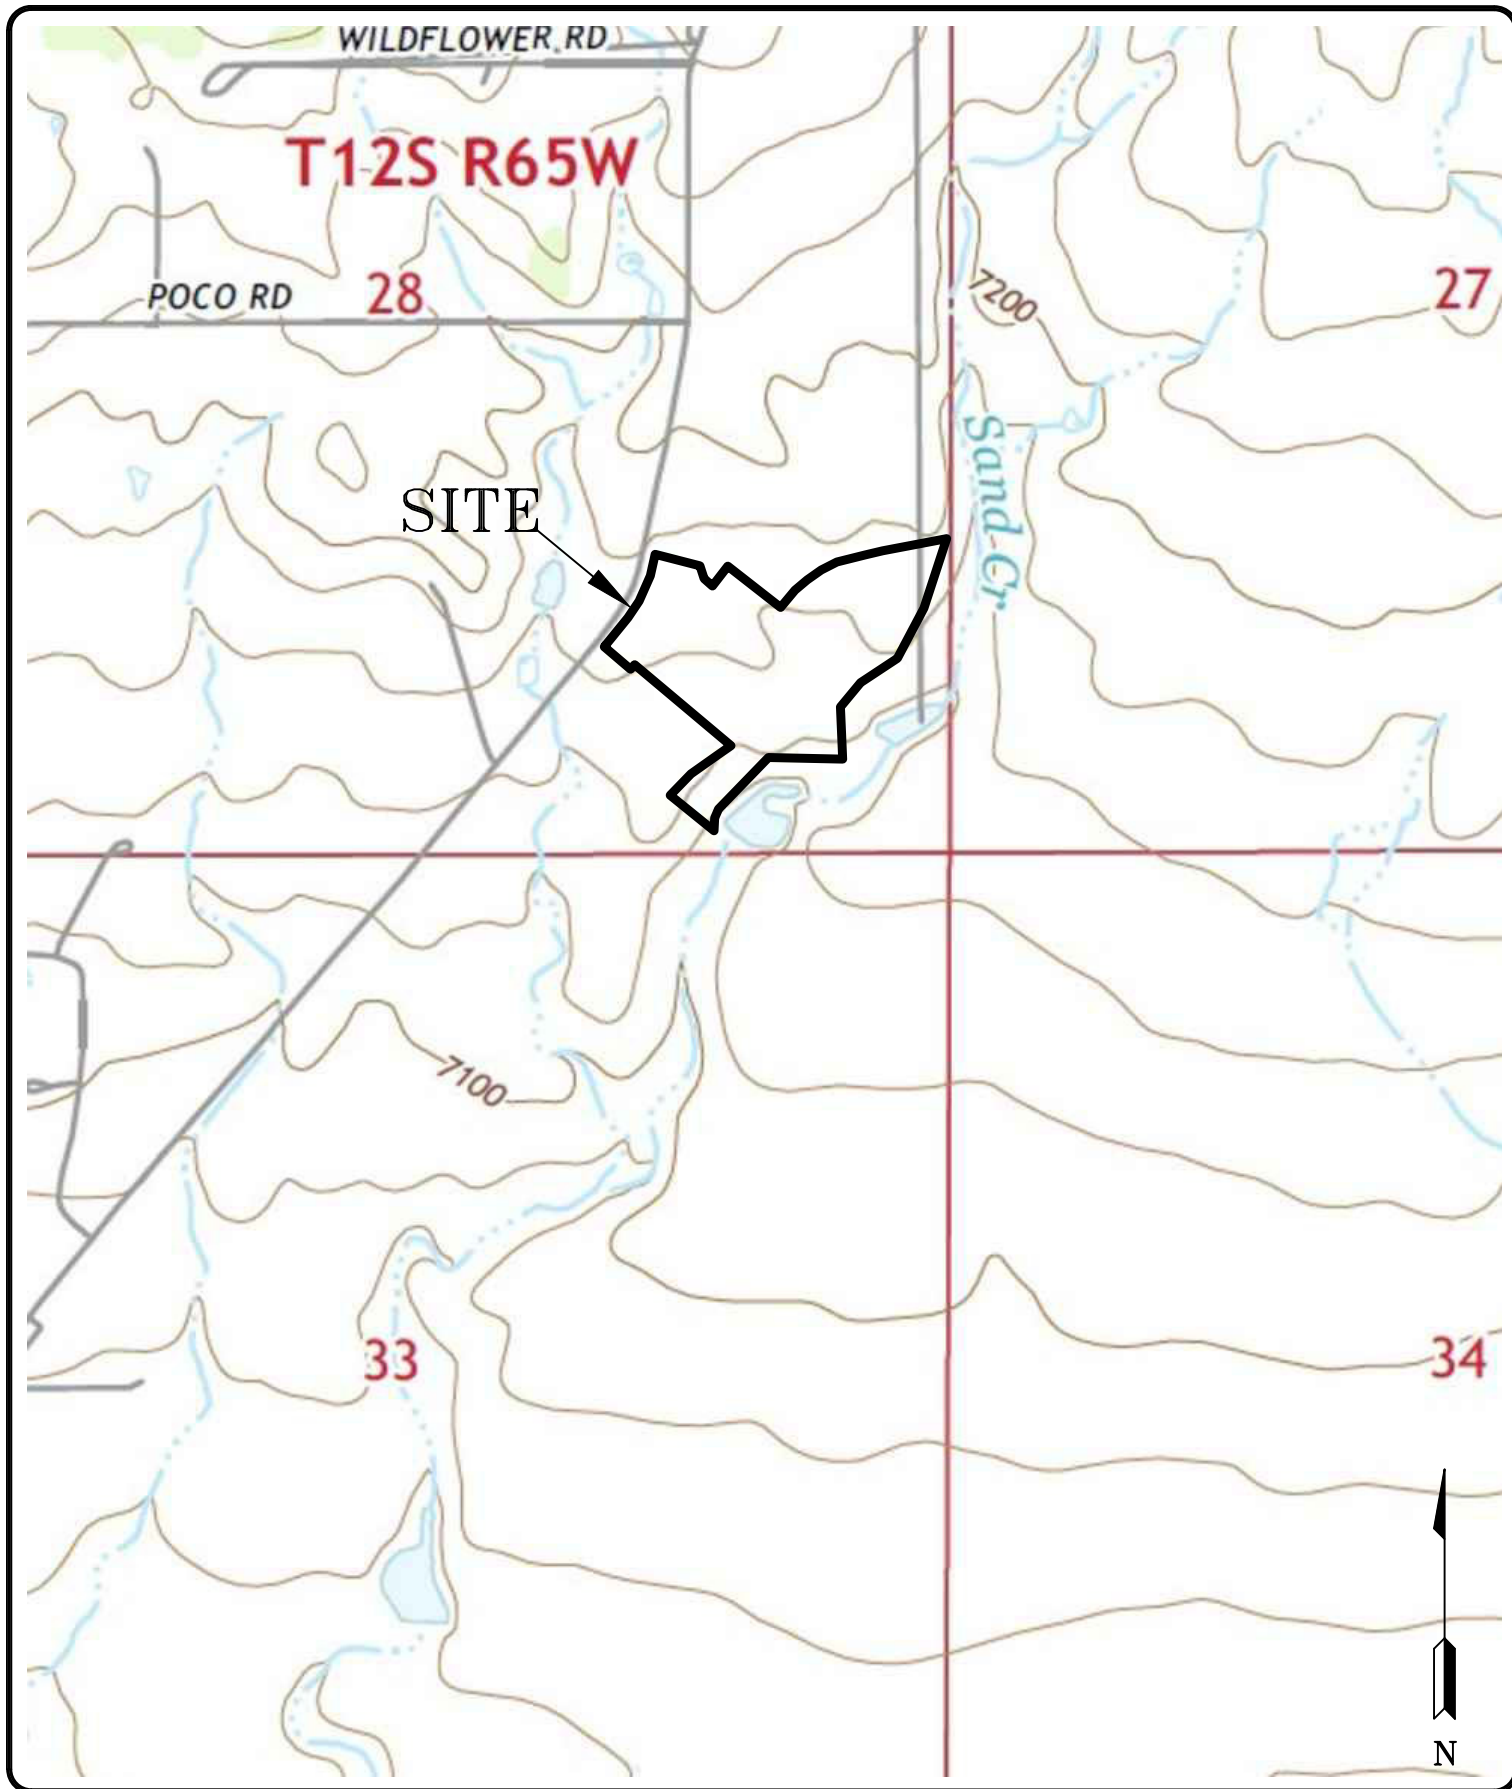 WILDFLOWER RD
T12S R65W
POCO RD
28
7200
27
Sand Cr
SITE
7100
33
34
N